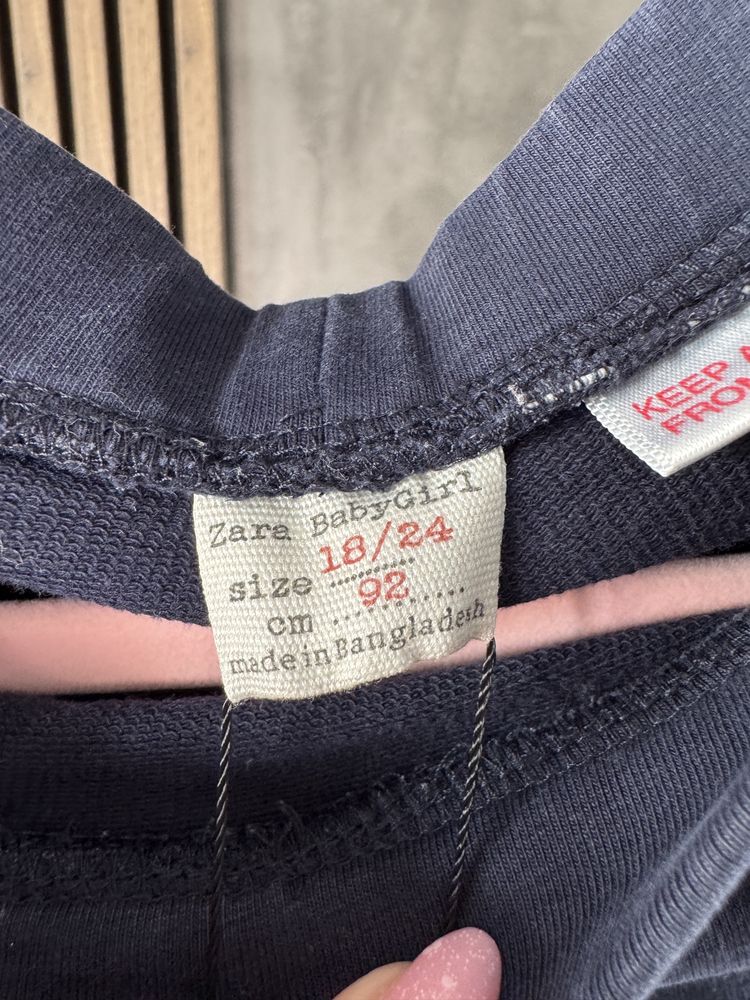 Zara BabyGirl
size 18/24
cm 92
made in Bangladesh
KEEP
FROM